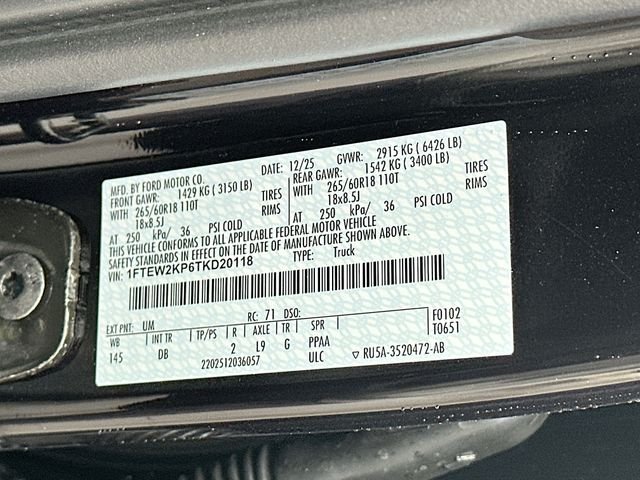 MFD. BY FORD MOTOR CO. DATE: 12/25 GVWR: 2915 KG ( 6426 LB)
FRONT GAWR: 1429 KG ( 3150 LB) REAR GAWR: 1542 KG ( 3400 LB)
WITH 265/60R18 110T TIRES WITH 265/60R18 110T TIRES
18x8.5J RIMS 18x8.5J RIMS
AT 250 kPa/ 36 PSI COLD AT 250 kPa/ 36 PSI COLD
THIS VEHICLE CONFORMS TO ALL APPLICABLE FEDERAL MOTOR VEHICLE
SAFETY STANDARDS IN EFFECT ON THE DATE OF MANUFACTURE SHOWN ABOVE.
VIN: 1FTEW2KP6TKD20118 TYPE: Truck
EXT PNT: UM RC: 71 DSO: F0102
WB INT TR TP/PS R AXLE TR SPR T0651
145 DB 2 L9 G PPAA
2202512036057 ULC ▽ RU5A-3520472-AB